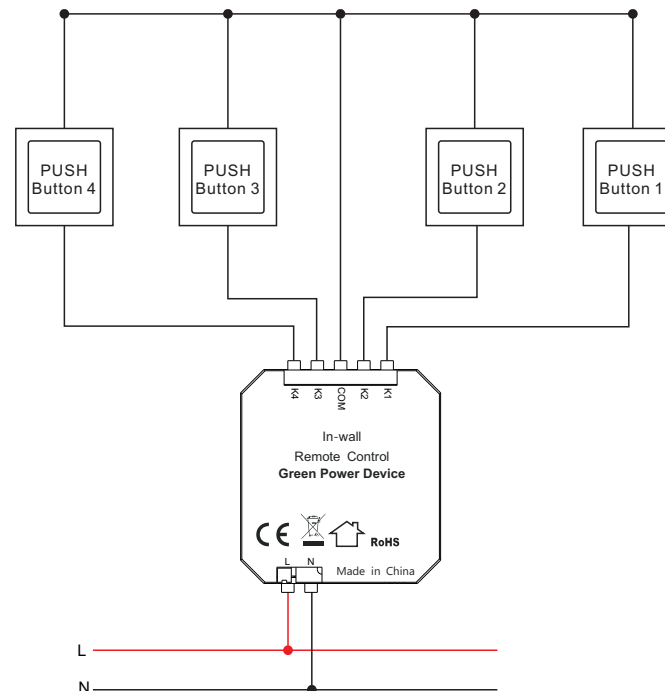 PUSH
Button 4
PUSH
Button 3
PUSH
Button 2
PUSH
Button 1
K4
K3
COM
K2
K1
In-wall
Remote Control
Green Power Device
CE
RoHS
L N
Made in China
L
N